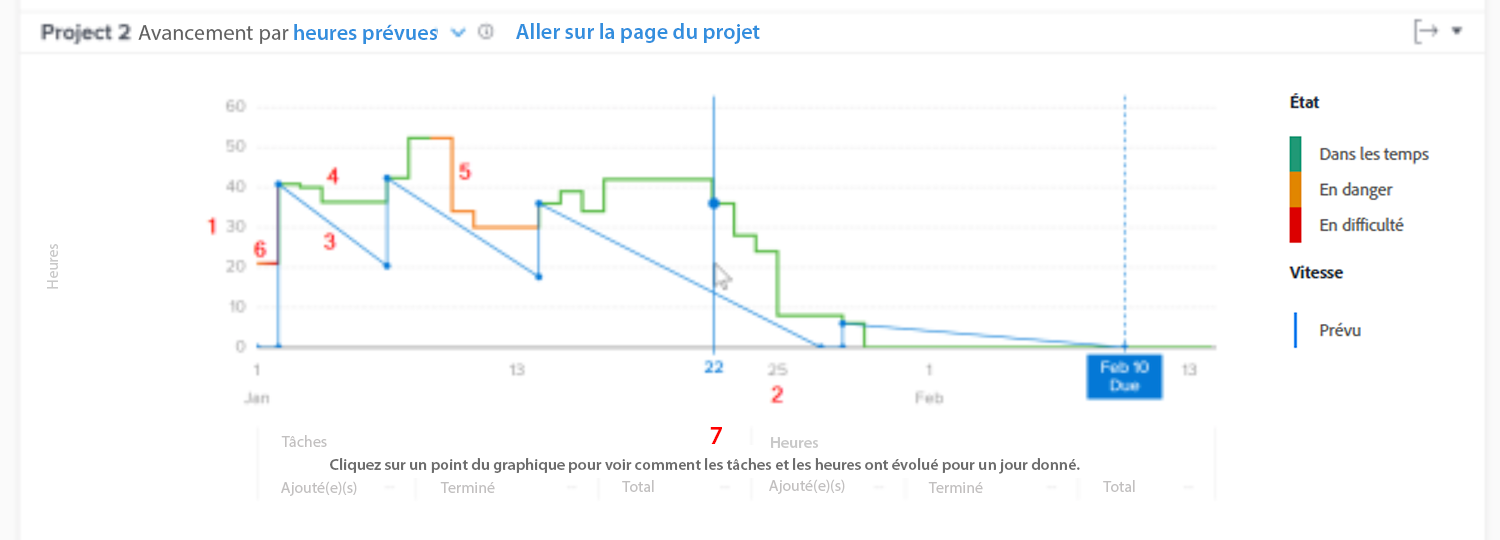 Project 2 Avancement par heures prévues Aller sur la page du projet
État
Dans les temps
En danger
En difficulté
Vitesse
Prévu
Heures
60
50
40
30
20
10
0
1
2
3
4
5
6
7
1 13 22 25 1 Feb 10 13
Due
Jan Feb
Tâches Heures
Cliquez sur un point du graphique pour voir comment les tâches et les heures ont évolué pour un jour donné.
Ajouté(e)(s) -- Terminé -- Total -- Ajouté(e)(s) -- Terminé -- Total --